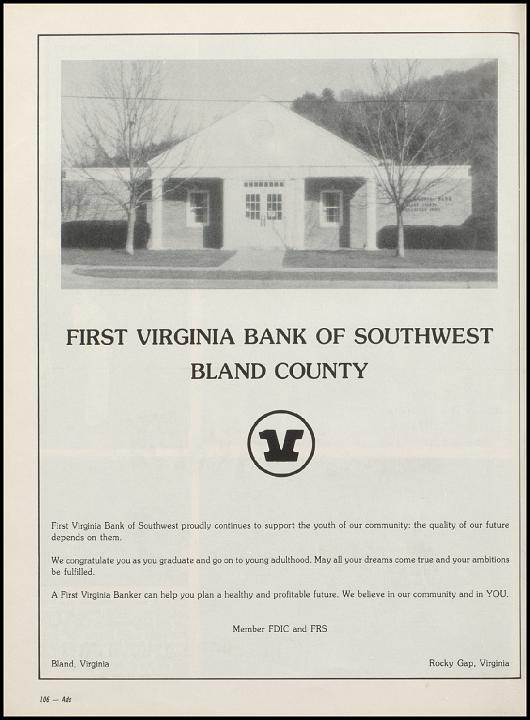 FIRST VIRGINIA BANK OF SOUTHWEST
BLAND COUNTY
First Virginia Bank of Southwest proudly continues to support the youth of our community: the quality of our future
depends on them.
We congratulate you as you graduate and go on to young adulthood. May all your dreams come true and your ambitions
be fulfilled.
A First Virginia Banker can help you plan a healthy and profitable future. We believe in our community and in YOU.
Member FDIC and FRS
Bland, Virginia
Rocky Gap, Virginia
106 — Ads